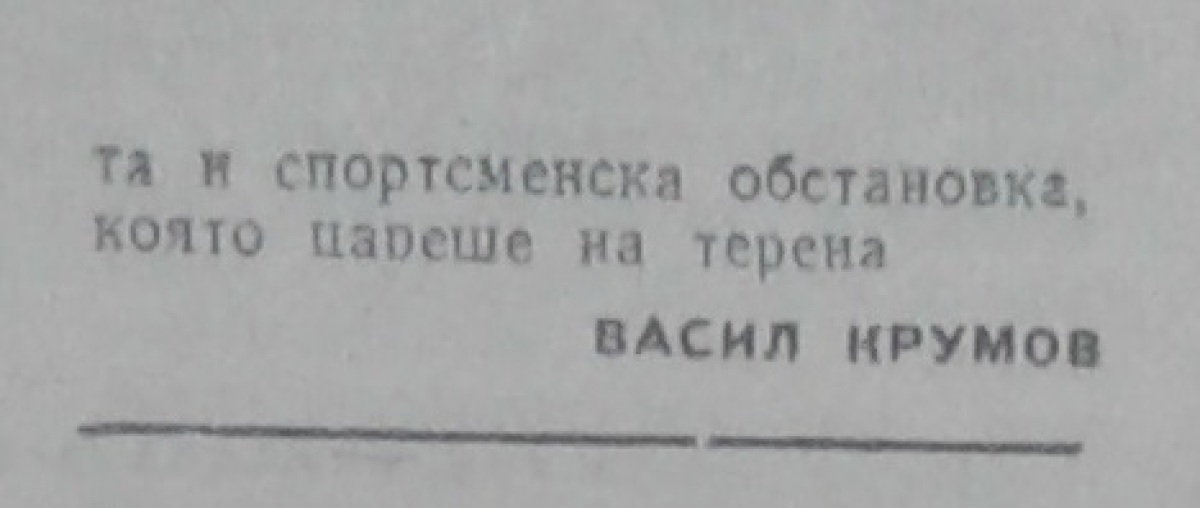 та и спортсменска обстановка,
която цареше на терена
ВАСИЛ КРУМОВ